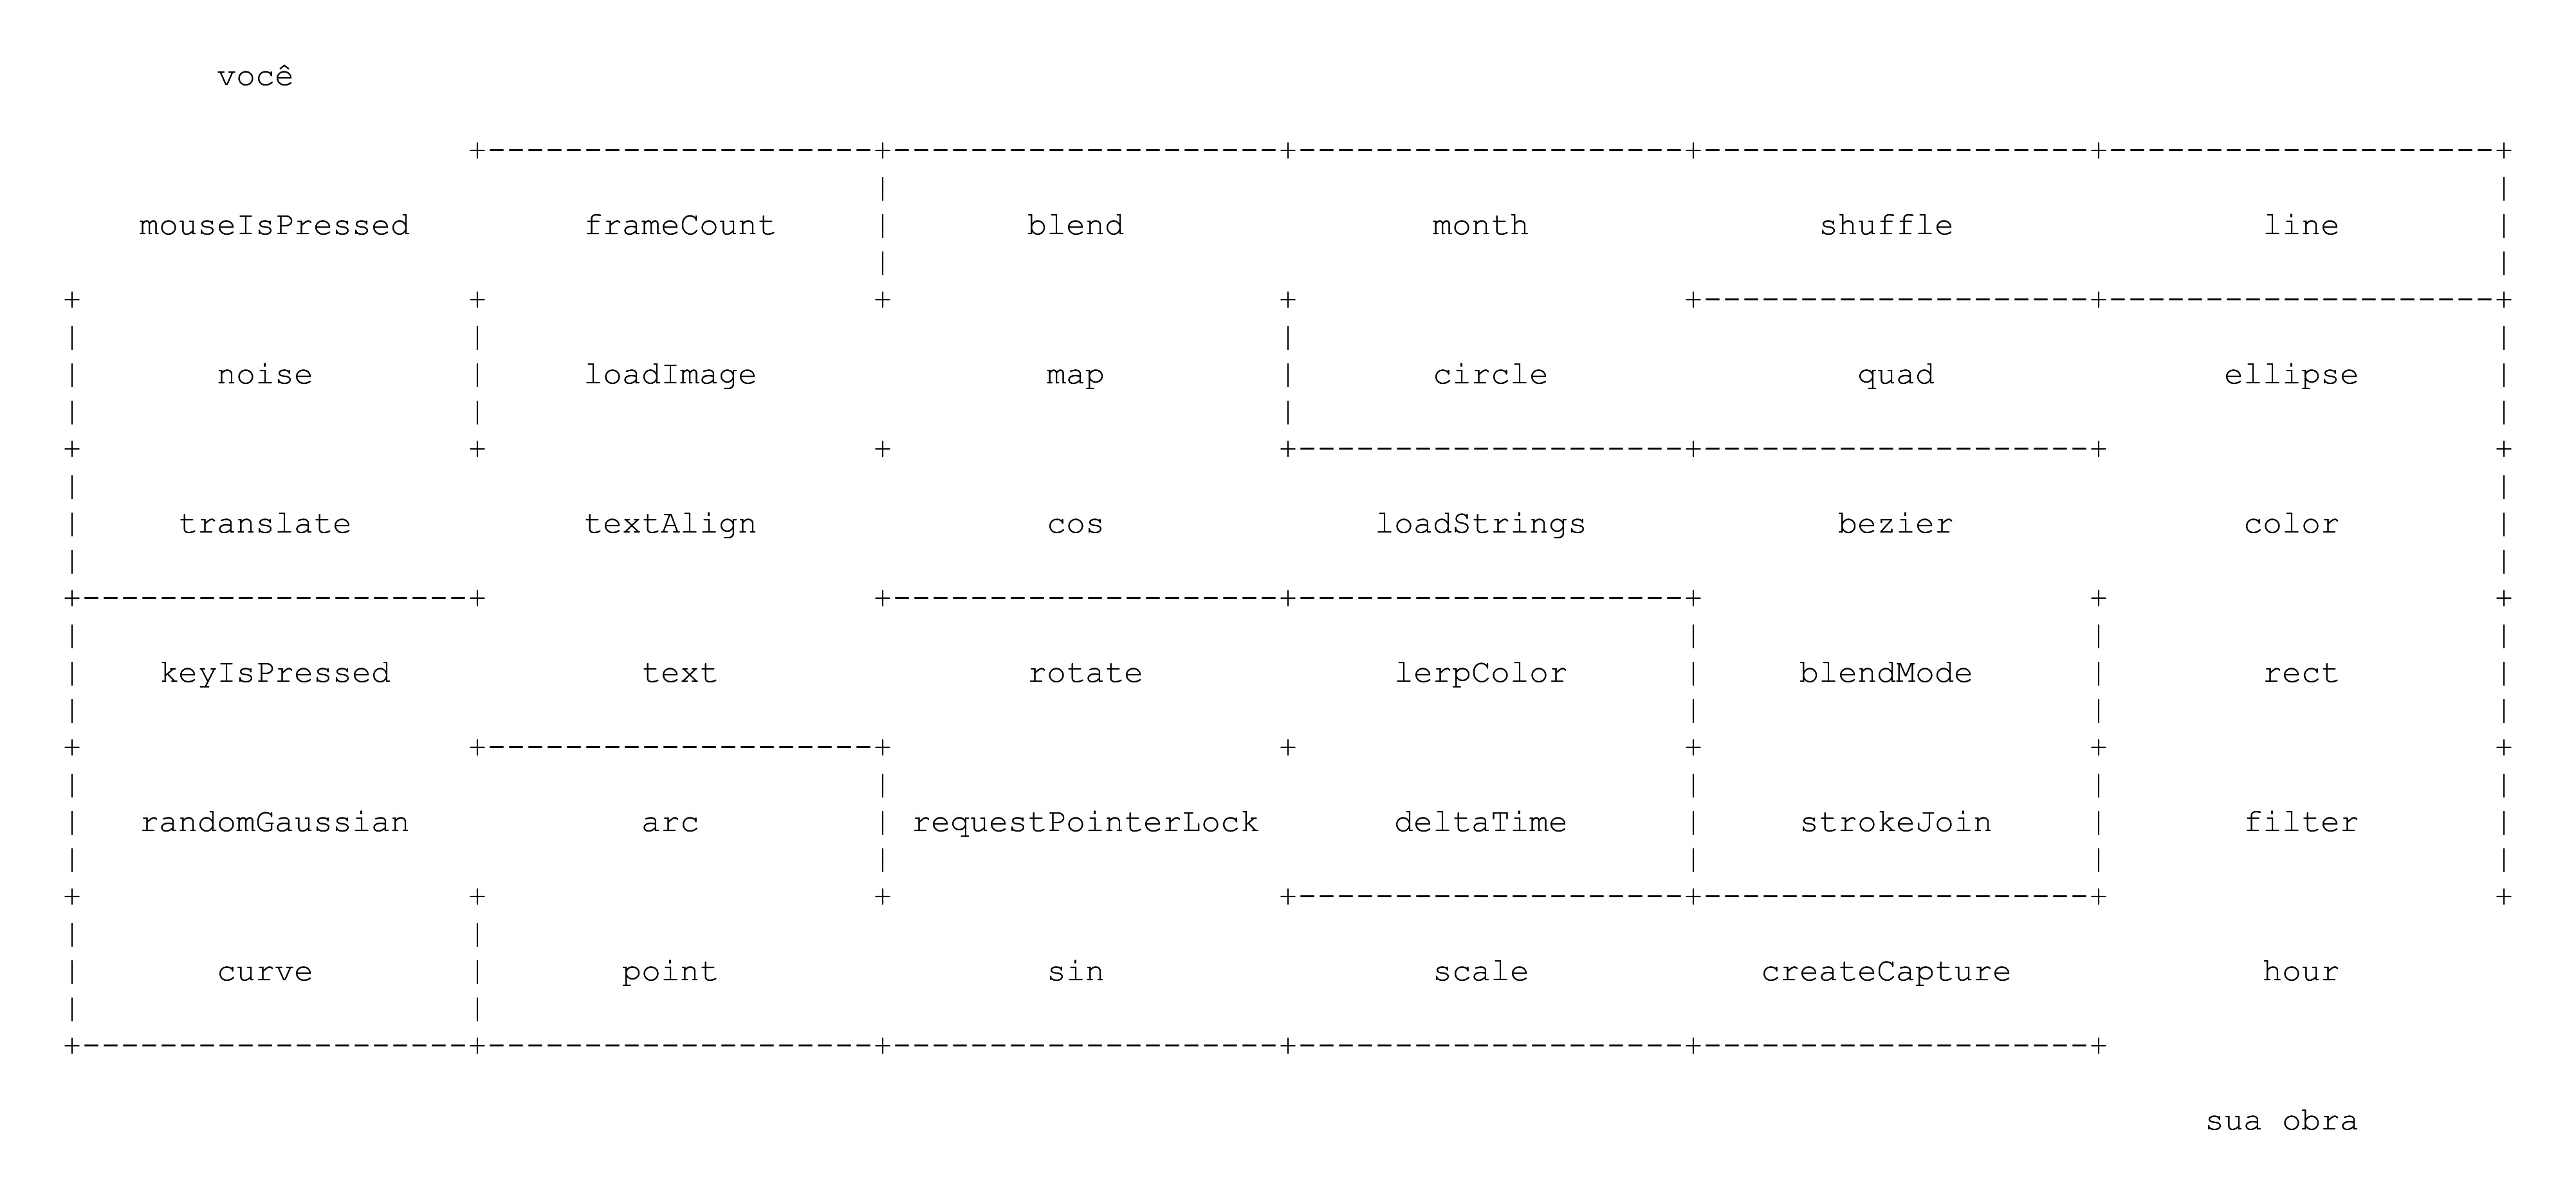 você
mouseIsPressed frameCount blend month shuffle line
noise loadImage map circle quad ellipse
translate textAlign cos loadStrings bezier color
keyIsPressed text rotate lerpColor blendMode rect
randomGaussian arc requestPointerLock deltaTime strokeJoin filter
curve point sin scale createCapture hour
sua obra